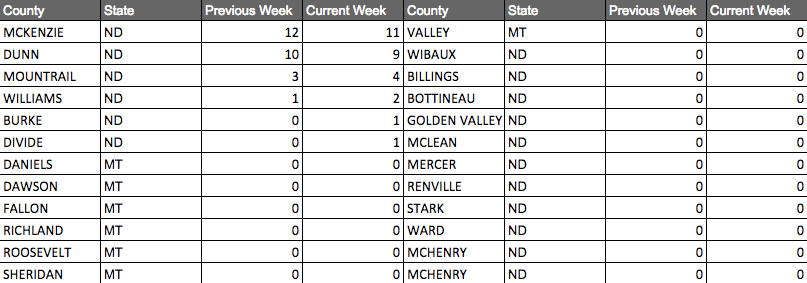 County State Previous Week Current Week County State Previous Week Current Week
MCKENZIE ND 12 11 VALLEY MT 0 0
DUNN ND 10 9 WIBAUX ND 0 0
MOUNTRAIL ND 3 4 BILLINGS ND 0 0
WILLIAMS ND 1 2 BOTTINEAU ND 0 0
BURKE ND 0 1 GOLDEN VALLEY ND 0 0
DIVIDE ND 0 1 MCLEAN ND 0 0
DANIELS MT 0 0 MERCER ND 0 0
DAWSON MT 0 0 RENVILLE ND 0 0
FALLON MT 0 0 STARK ND 0 0
RICHLAND MT 0 0 WARD ND 0 0
ROOSEVELT MT 0 0 MCHENRY ND 0 0
SHERIDAN MT 0 0 MCHENRY ND 0 0